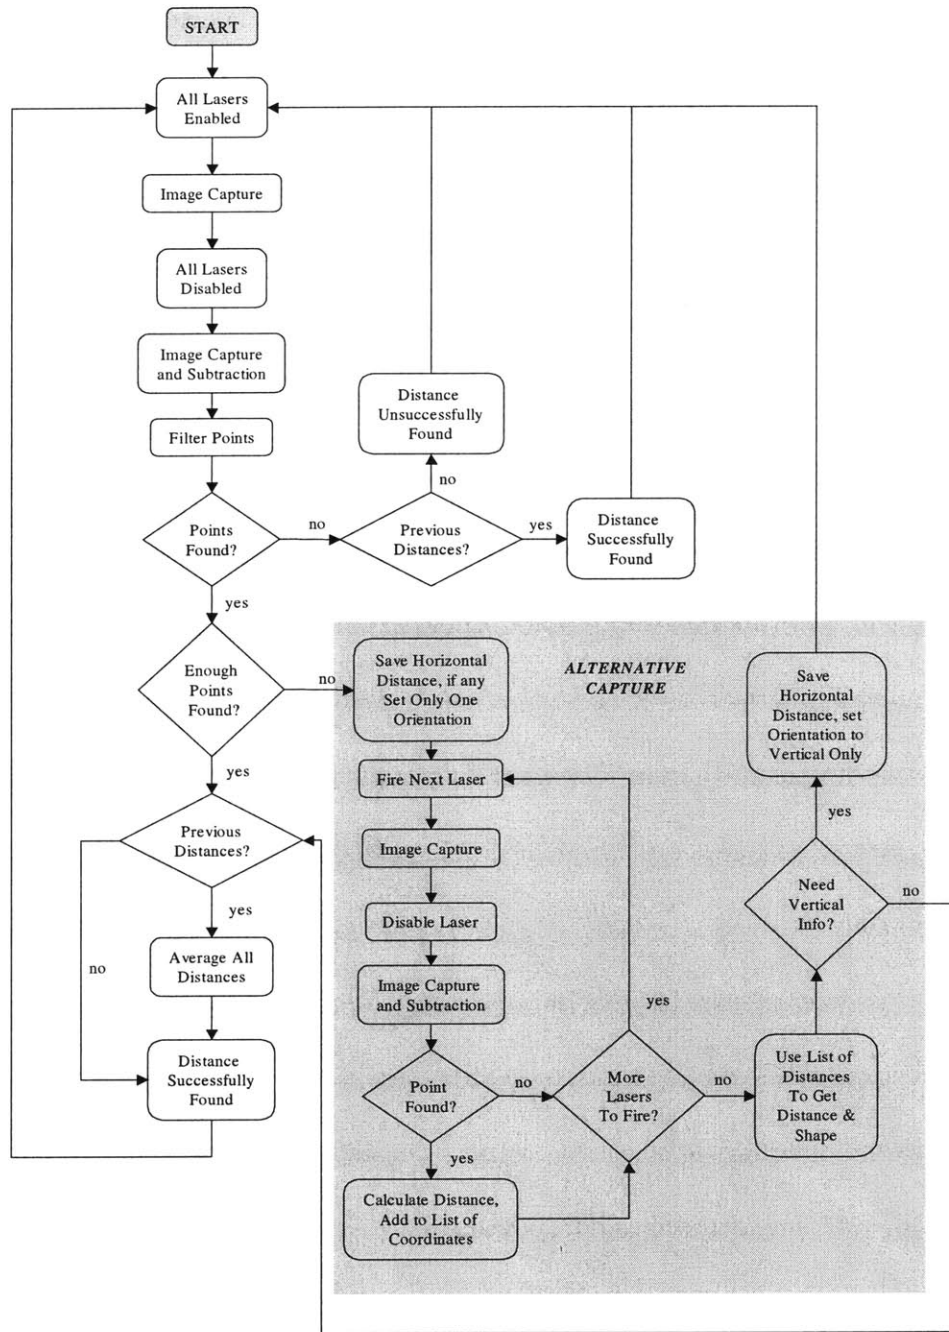 START
All Lasers
Enabled
Image Capture
All Lasers
Disabled
Image Capture
and Subtraction
Filter Points
Points
Found?
no
Previous
Distances?
no
Distance
Unsuccessfully
Found
yes
Distance
Successfully
Found
yes
Enough
Points
Found?
no
yes
Previous
Distances?
yes
no
Average All
Distances
Distance
Successfully
Found
ALTERNATIVE
CAPTURE
Save Horizontal
Distance, if any
Set Only One
Orientation
Fire Next Laser
Image Capture
Disable Laser
Image Capture
and Subtraction
Point
Found?
no
yes
Calculate Distance,
Add to List of
Coordinates
More
Lasers
To Fire?
yes
no
Use List of
Distances
To Get
Distance &
Shape
Need
Vertical
Info?
no
yes
Save
Horizontal
Distance, set
Orientation to
Vertical Only